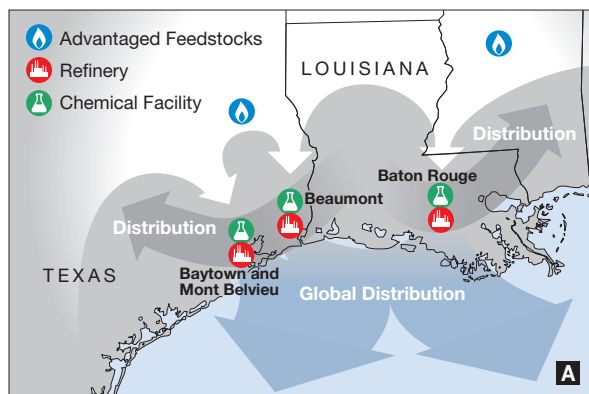 Advantaged Feedstocks
Refinery
Chemical Facility
LOUISIANA
Distribution
Baton Rouge
Beaumont
Distribution
TEXAS
Baytown and
Mont Belvieu
Global Distribution
A